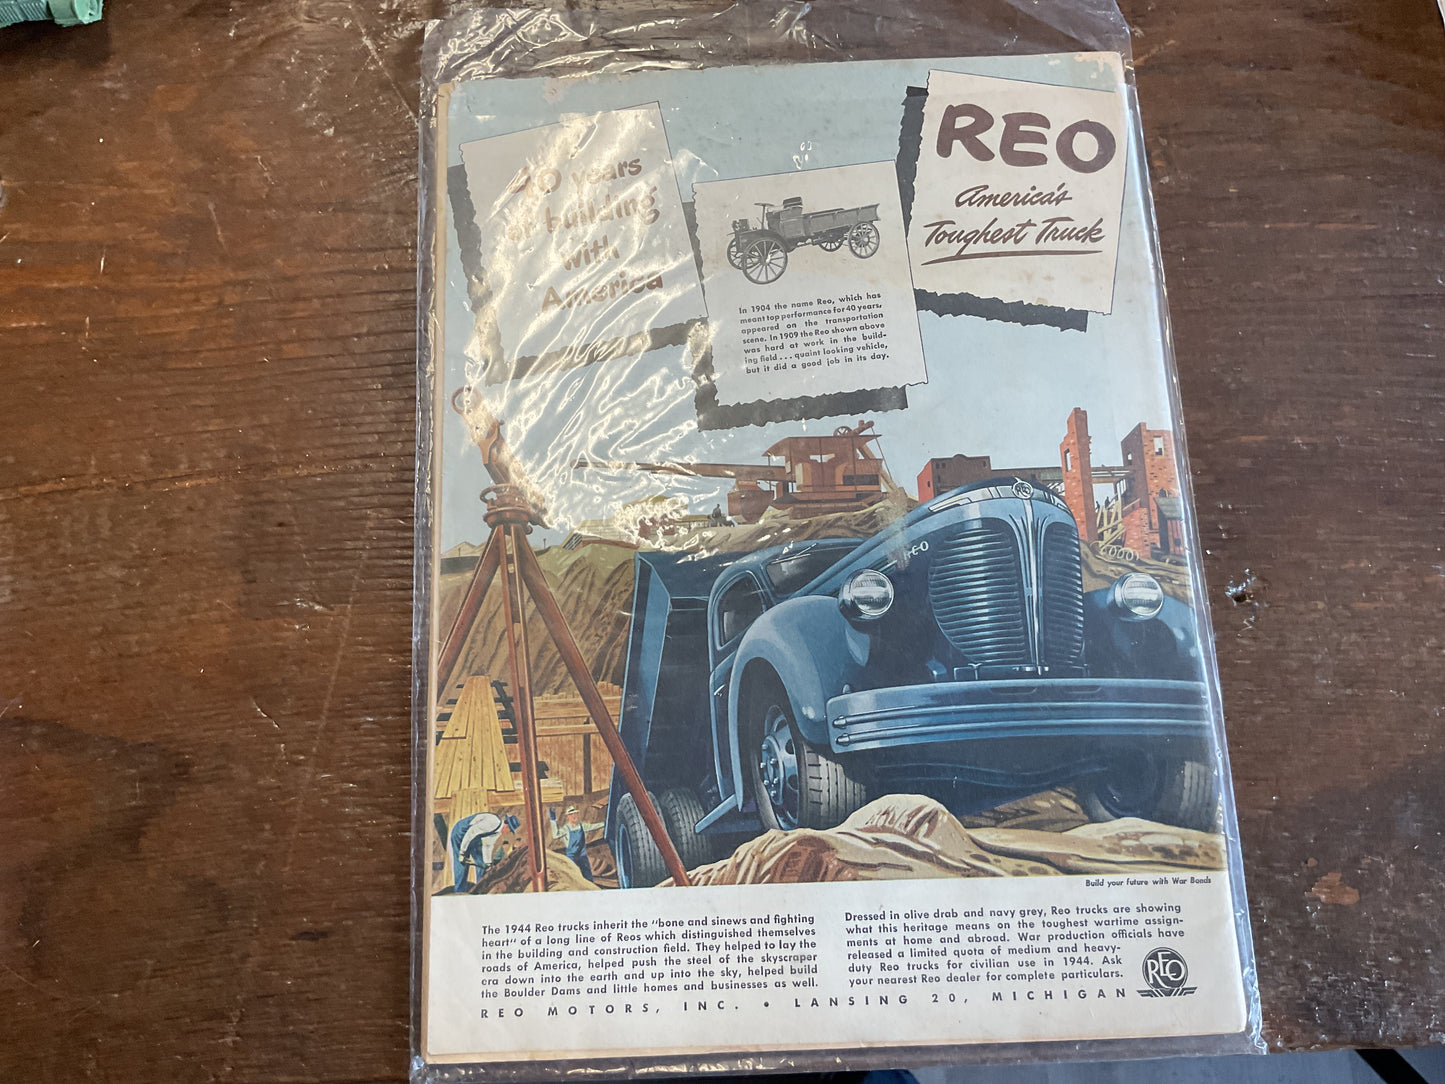 40 years
of building
with
America
In 1904 the name Reo, which has
meant top performance for 40 years,
appeared on the transportation
scene. In 1909 the Reo shown above
was hard at work in the build-
ing field . . . quaint looking vehicle,
but it did a good job in its day.
REO
America's
Toughest Truck
REO
REO
Build your future with War Bonds
The 1944 Reo trucks inherit the "bone and sinews and fighting
heart" of a long line of Reos which distinguished themselves
in the building and construction field. They helped to lay the
roads of America, helped push the steel of the skyscraper
era down into the earth and up into the sky, helped build
the Boulder Dams and little homes and businesses as well.
Dressed in olive drab and navy grey, Reo trucks are showing
what this heritage means on the toughest wartime assign-
ments at home and abroad. War production officials have
released a limited quota of medium and heavy-
duty Reo trucks for civilian use in 1944. Ask
your nearest Reo dealer for complete particulars.
REO
REO MOTORS, INC. • LANSING 20, MICHIGAN